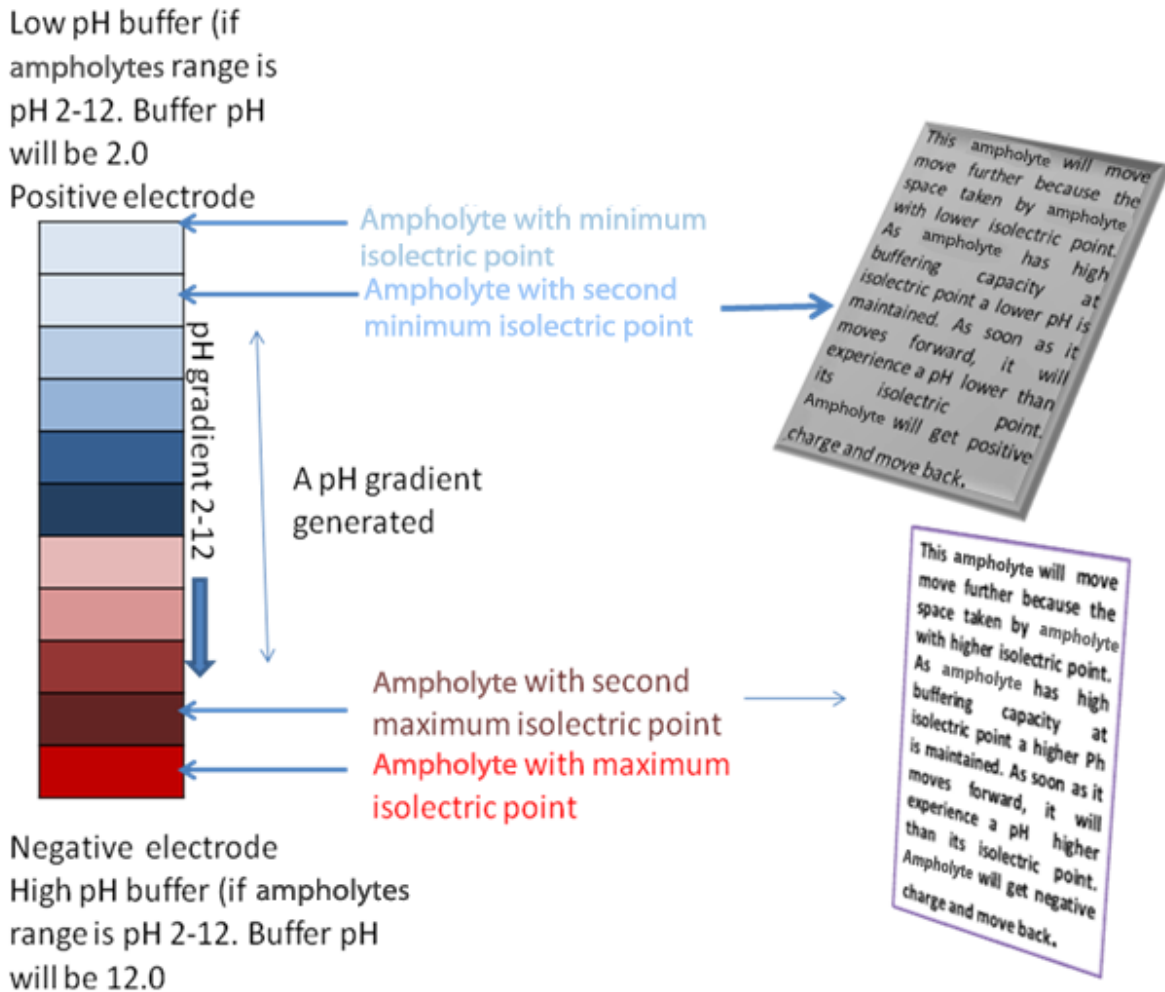 Low pH buffer (if
ampholytes range is
pH 2-12. Buffer pH
will be 2.0
Positive electrode
Ampholyte with minimum
isolectric point
Ampholyte with second
minimum isolectric point
pH gradient 2-12
A pH gradient
generated
Ampholyte with second
maximum isolectric point
Ampholyte with maximum
isolectric point
Negative electrode
High pH buffer (if ampholytes
range is pH 2-12. Buffer pH
will be 12.0
This ampholyte will move
move further because the
space taken by ampholyte
with lower isolectric point.
As ampholyte has high
buffering capacity at
isolectric point a lower pH is
maintained. As soon as it
moves forward, it will
experience a pH lower than
its isolectric point.
Ampholyte will get positive
charge and move back.
This ampholyte will move
move further because the
space taken by ampholyte
with higher isolectric point.
As ampholyte has high
buffering capacity at
isolectric point a higher Ph
is maintained. As soon as it
moves forward, it will
experience a pH higher
than its isolectric point.
Ampholyte will get negative
charge and move back.